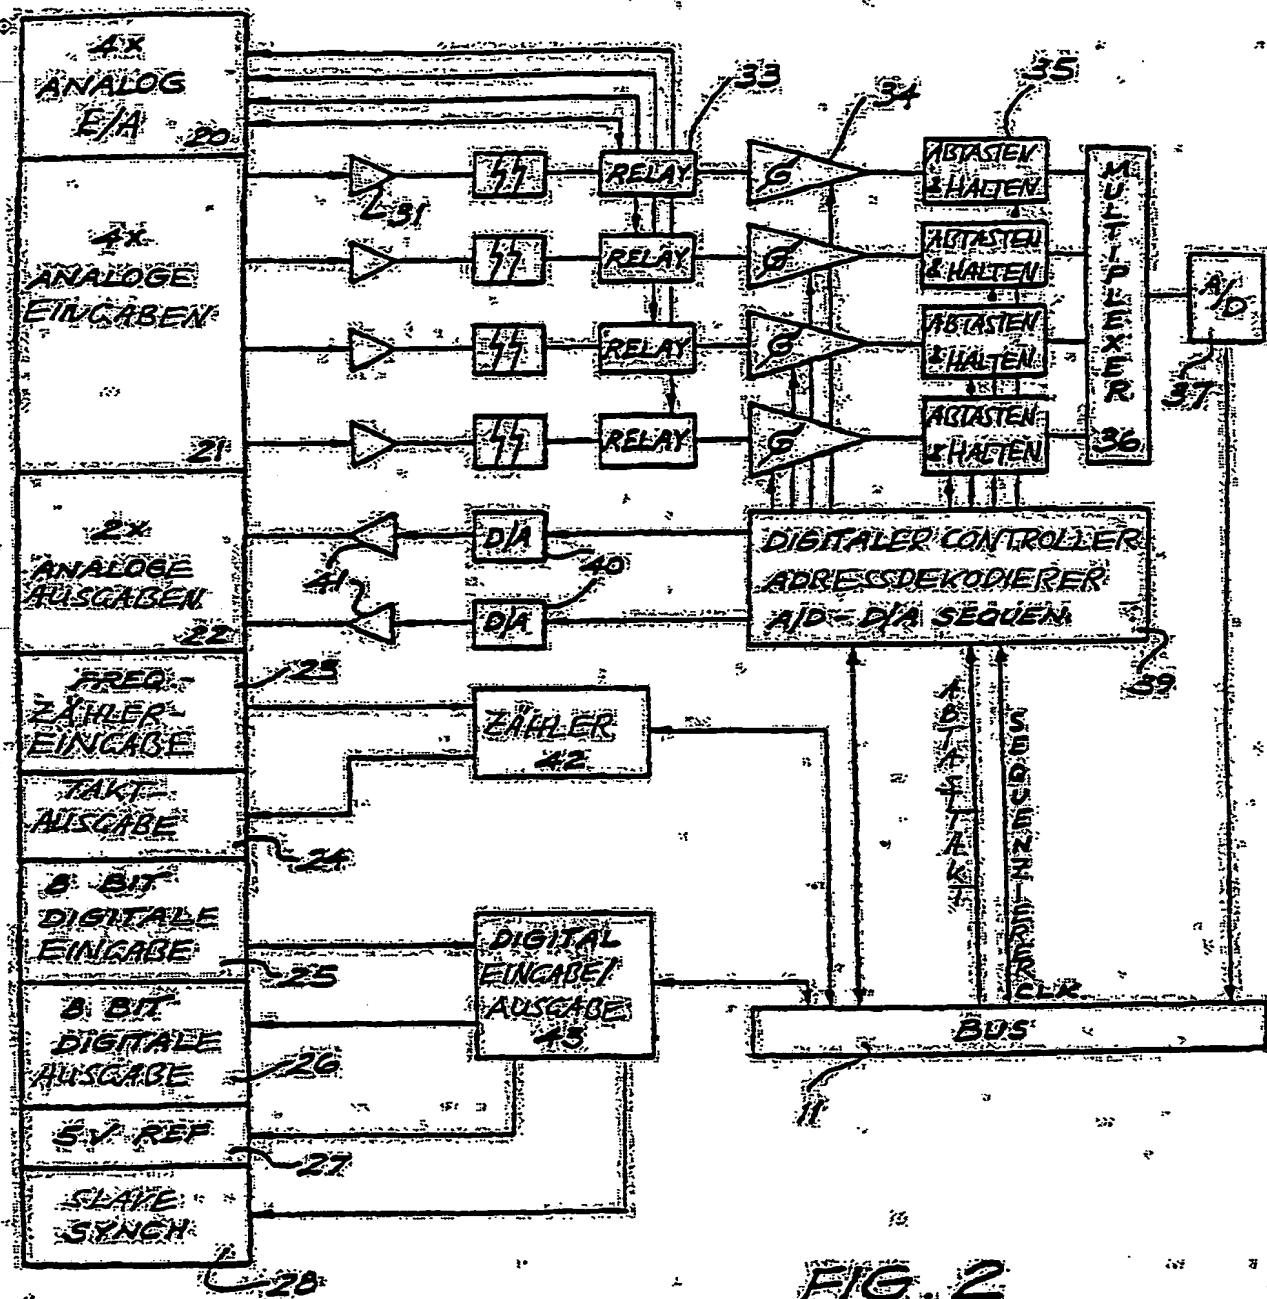 4x
ANALOG
E/A
20
4x
ANALOGE
EINGABEN
21
2x
ANALOGE
AUSGABEN
22
FREQ.-
ZÄHLER-
EINGABE
23
TAKT-
AUSGABE
24
8 BIT
DIGITALE
EINGABE
25
8 BIT
DIGITALE
AUSGABE
26
5V REF
27
SLAVE
SYNCH
28
31
RELAY
RELAY
RELAY
RELAY
33
G
G
G
G
34
ABTASTEN
& HALTEN
ABTASTEN
& HALTEN
ABTASTEN
& HALTEN
ABTASTEN
& HALTEN
35
MULTIPLEXER
36
A/D
37
D/A
D/A
40
41
DIGITALER CONTROLLER
ADRESSDEKODIERER
A/D - D/A SEQUEN.
39
ZÄHLER
42
DIGITAL
EINGABE/
AUSGABE
43
ABTASTTAKT
SEQUENZIERER
CLK
BUS
11
FIG. 2